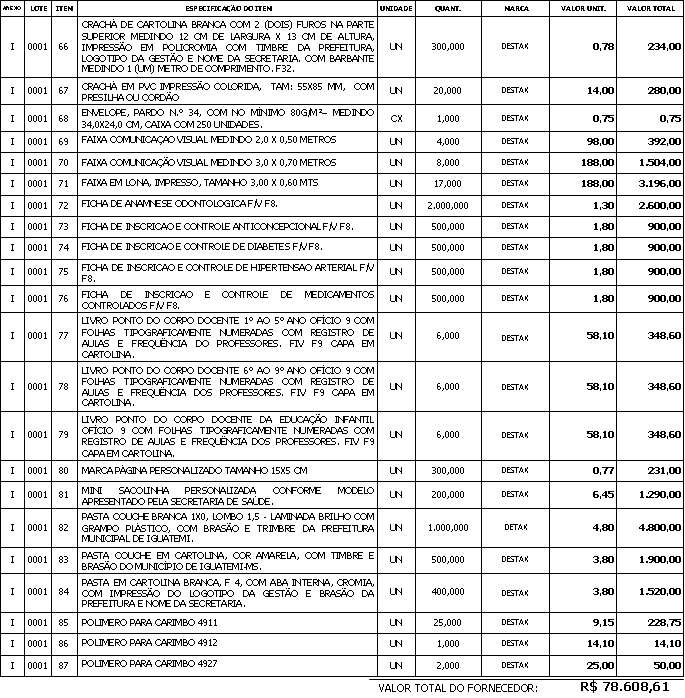 ANEXO LOTE ITEM ESPECIFICAÇÃO DO ITEM UNIDADE QUANT. MARCA VALOR UNIT. VALOR TOTAL
I 0001 66 CRACHÁ DE CARTOLINA BRANCA COM 2 (DOIS) FUROS NA PARTE
SUPERIOR MEDINDO 12 CM DE LARGURA X 13 CM DE ALTURA,
IMPRESSÃO EM POLICROMIA COM TIMBRE DA PREFEITURA,
LOGOTIPO DA GESTÃO E NOME DA SECRETARIA. COM BARBANTE
MEDINDO 1 (UM) METRO DE COMPRIMENTO. F32. UN 300,000 DESTAK 0,78 234,00
I 0001 67 CRACHÁ EM PVC IMPRESSÃO COLORIDA, TAM: 55X85 MM, COM
PRESILHA OU CORDÃO UN 20,000 DESTAK 14,00 280,00
I 0001 68 ENVELOPE, PARDO N.º 34, COM NO MÍNIMO 80G/M²– MEDINDO
34,0X24,0 CM, CAIXA COM 250 UNIDADES. CX 1,000 DESTAK 0,75 0,75
I 0001 69 FAIXA COMUNICAÇAO VISUAL MEDINDO 2,0 X 0,50 METROS UN 4,000 DESTAK 98,00 392,00
I 0001 70 FAIXA COMUNICAÇÃO VISUAL MEDINDO 3,0 X 0,70 METROS UN 8,000 DESTAK 188,00 1.504,00
I 0001 71 FAIXA EM LONA, IMPRESSO, TAMANHO 3,00 X 0,60 MTS UN 17,000 DESTAK 188,00 3.196,00
I 0001 72 FICHA DE ANAMNESE ODONTOLOGICA F/V F8. UN 2.000,000 DESTAK 1,30 2.600,00
I 0001 73 FICHA DE INSCRICAO E CONTROLE ANTICONCEPCIONAL F/V F8. UN 500,000 DESTAK 1,80 900,00
I 0001 74 FICHA DE INSCRICAO E CONTROLE DE DIABETES F/V F8. UN 500,000 DESTAK 1,80 900,00
I 0001 75 FICHA DE INSCRICAO E CONTROLE DE HIPERTENSAO ARTERIAL F/V
F8. UN 500,000 DESTAK 1,80 900,00
I 0001 76 FICHA DE INSCRICAO E CONTROLE DE MEDICAMENTOS
CONTROLADOS F/V F8. UN 500,000 DESTAK 1,80 900,00
I 0001 77 LIVRO PONTO DO CORPO DOCENTE 1° AO 5° ANO OFÍCIO 9 COM
FOLHAS TIPOGRAFICAMENTE NUMERADAS COM REGISTRO DE
AULAS E FREQUÊNCIA DO PROFESSORES. FIV F9 CAPA EM
CARTOLINA. UN 6,000 DESTAK 58,10 348,60
I 0001 78 LIVRO PONTO DO CORPO DOCENTE 6° AO 9° ANO OFÍCIO 9 COM
FOLHAS TIPOGRAFICAMENTE NUMERADAS COM REGISTRO DE
AULAS E FREQUÊNCIA DO PROFESSORES. FIV F9 CAPA EM
CARTOLINA. UN 6,000 DESTAK 58,10 348,60
I 0001 79 LIVRO PONTO DO CORPO DOCENTE DA EDUCAÇÃO INFANTIL
OFÍCIO 9 COM FOLHAS TIPOGRAFICAMENTE NUMERADAS COM
REGISTRO DE AULAS E FREQUÊNCIA DOS PROFESSORES. FIV F9
CAPA EM CARTOLINA. UN 6,000 DESTAK 58,10 348,60
I 0001 80 MARCA PÁGINA PERSONALIZADO TAMANHO 15X5 CM UN 300,000 DESTAK 0,77 231,00
I 0001 81 MINI SACOLINHA PERSONALIZADA CONFORME MODELO
APRESENTADO PELA SECRETARIA DE SAÚDE. UN 200,000 DESTAK 6,45 1.290,00
I 0001 82 PASTA COUCHE BRANCA 1X0, LOMBO 1,5 - LAMINADA BRILHO COM
GRAMPO PLÁSTICO, COM BRASÃO E TRIMBRE DA PREFEITURA
MUNICIPAL DE IGUATEMI. UN 1.000,000 DETAK 4,80 4.800,00
I 0001 83 PASTA COUCHE EM CARTOLINA, COR AMARELA, COM TIMBRE E
BRASÃO DO MUNICÍPIO DE IGUATEMI-MS. UN 500,000 DESTAK 3,80 1.900,00
I 0001 84 PASTA EM CARTOLINA BRANCA, F 4, COM ABA INTERNA, CROMIA,
COM IMPRESSÃO DO LOGOTIPO DA GESTÃO E BRASÃO DA
PREFEITURA E NOME DA SECRETARIA. UN 400,000 DESTAK 3,80 1.520,00
I 0001 85 POLIMERO PARA CARIMBO 4911 UN 25,000 DESTAK 9,15 228,75
I 0001 86 POLIMERO PARA CARIMBO 4912 UN 1,000 DESTAK 14,10 14,10
I 0001 87 POLIMERO PARA CARIMBO 4927 UN 2,000 DESTAK 25,00 50,00
VALOR TOTAL DO FORNECEDOR: R$ 78.608,61